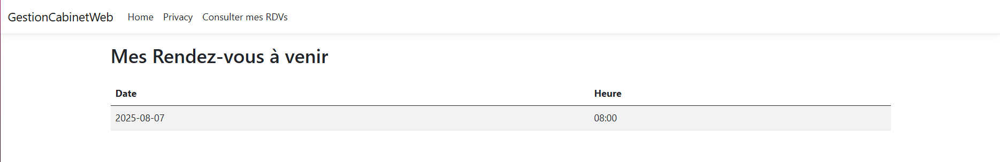 GestionCabinetWeb Home Privacy Consulter mes RDVs
Mes Rendez-vous à venir
Date Heure
2025-08-07 08:00